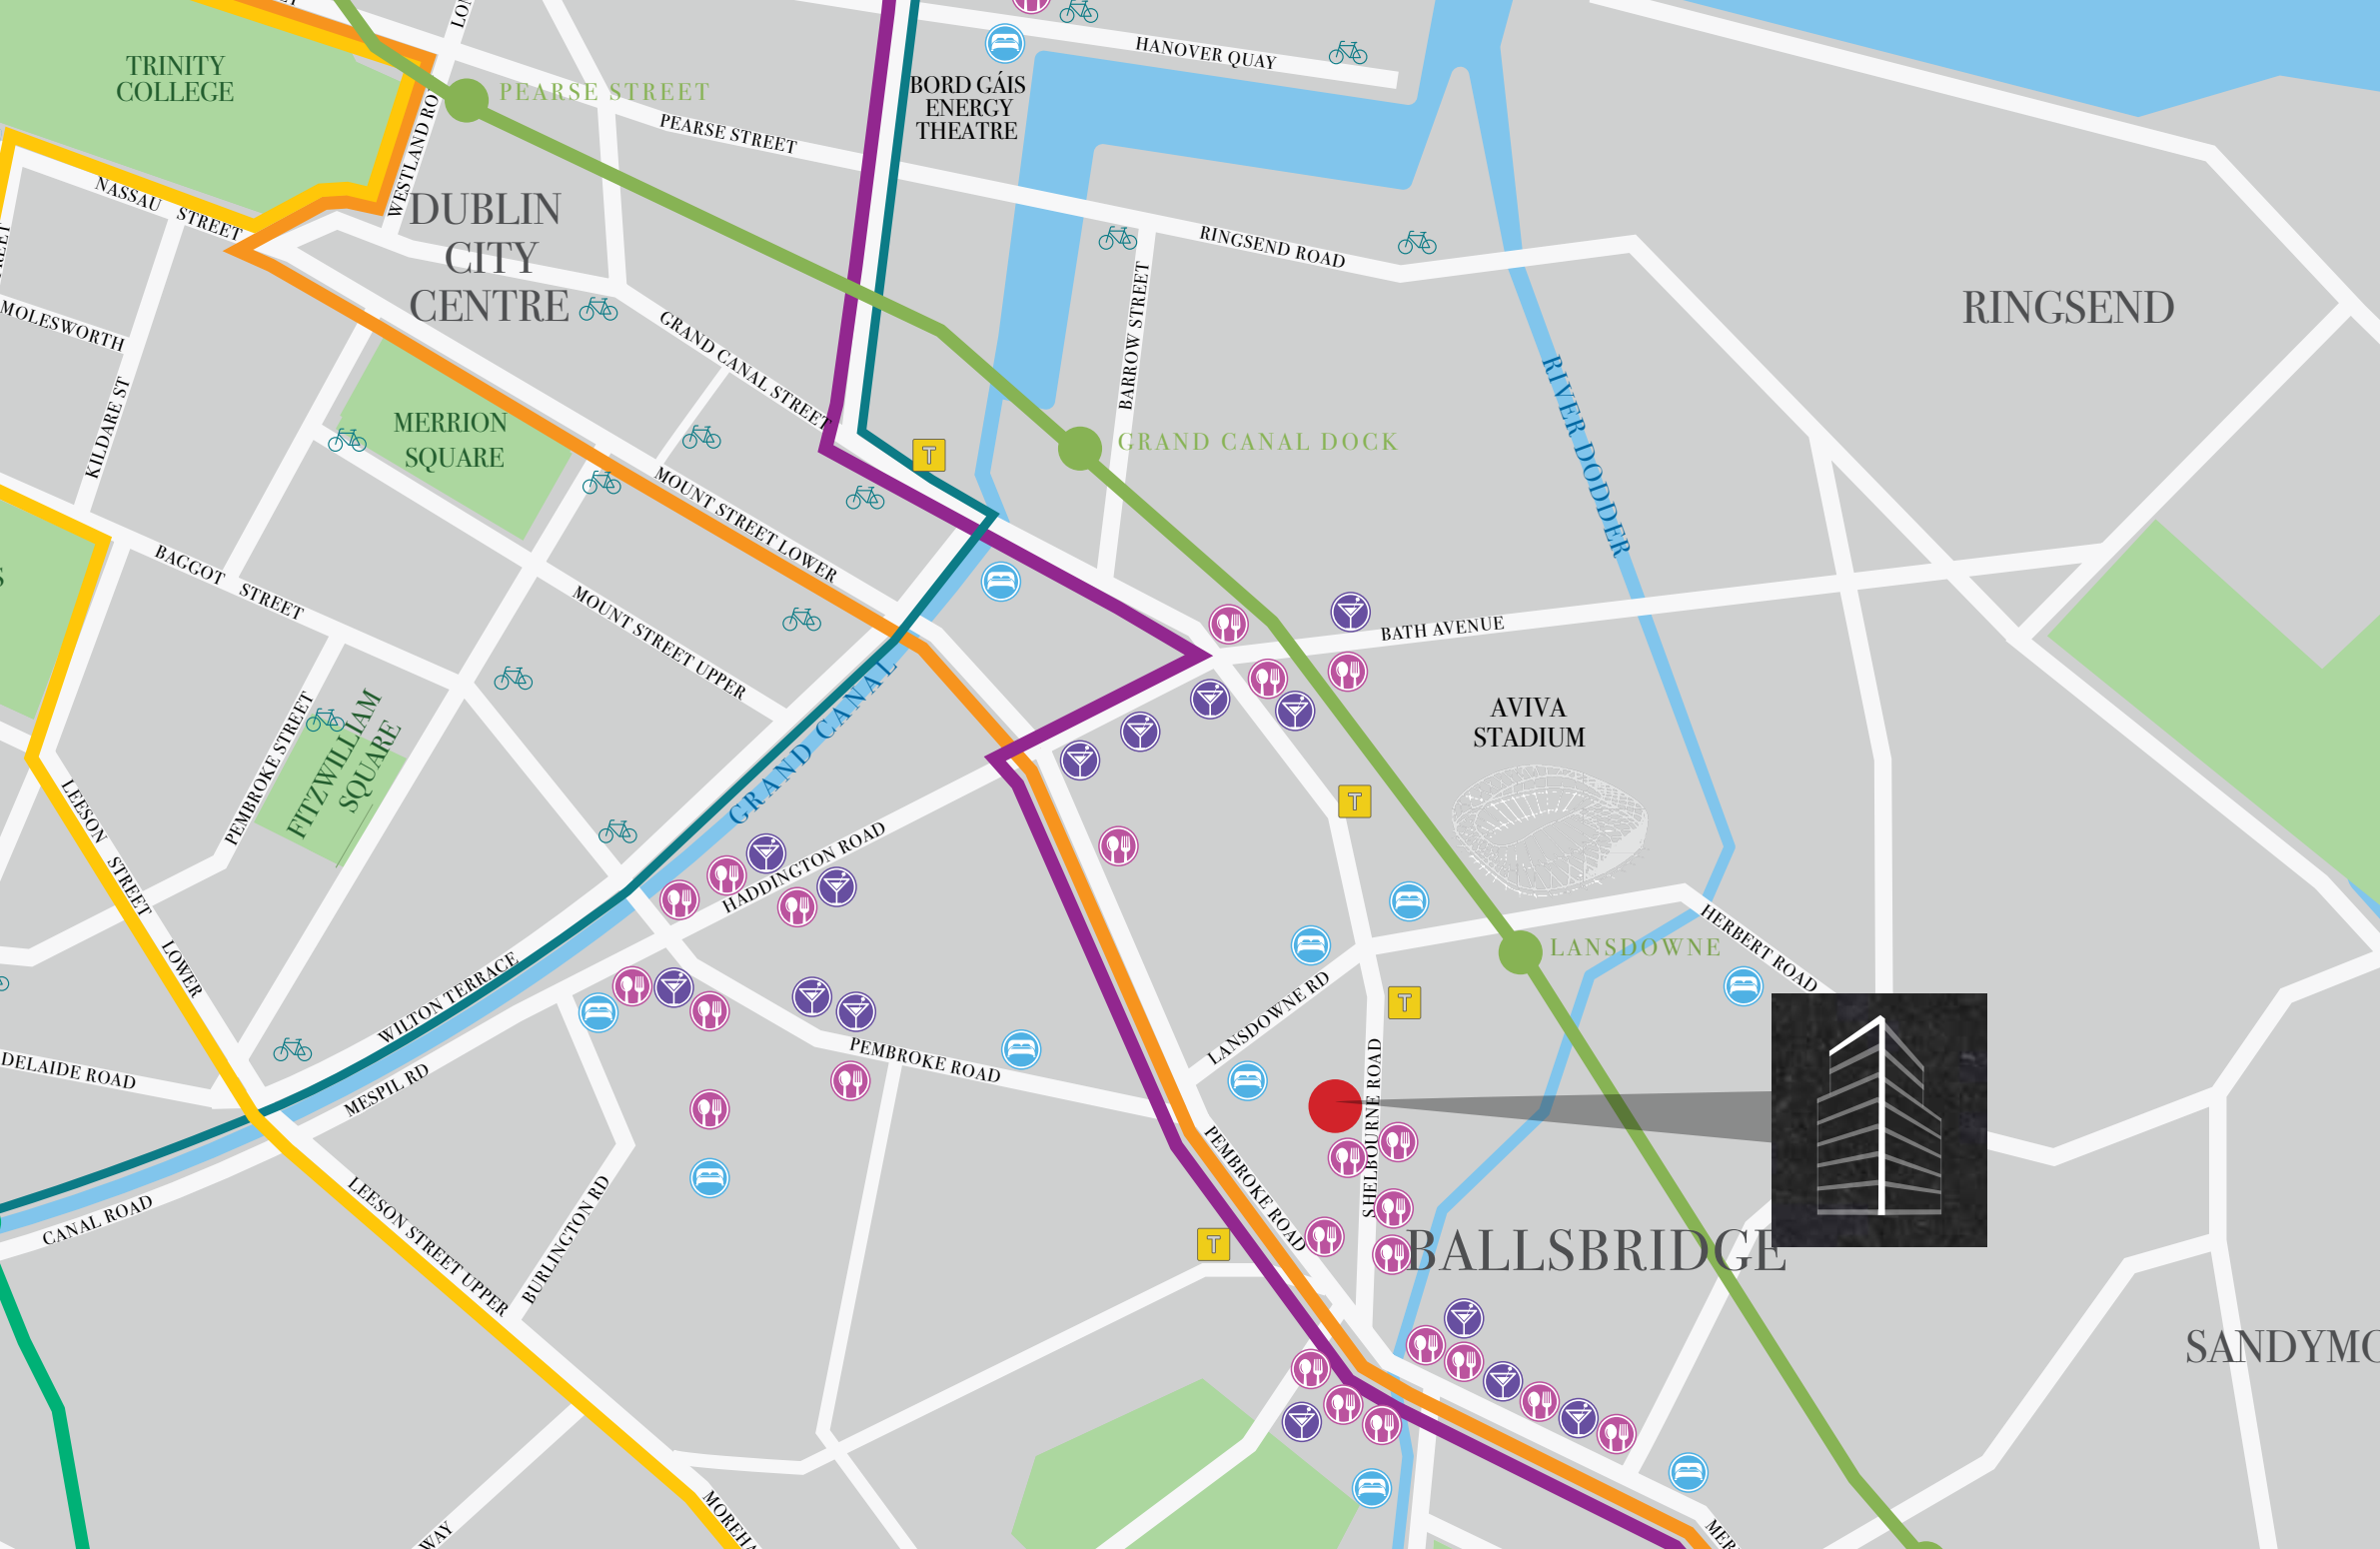 TRINITY
COLLEGE
PEARSE STREET
HANOVER QUAY
BORD GÁIS
ENERGY
THEATRE
PEARSE STREET
NASSAU STREET
DUBLIN
CITY
CENTRE
RINGSEND ROAD
BARROW STREET
RINGSEND
MOLESWORTH
KILDARE ST
GRAND CANAL STREET
MERRION
SQUARE
GRAND CANAL DOCK
RIVER DODDER
MOUNT STREET LOWER
BAGGOT STREET
MOUNT STREET UPPER
BATH AVENUE
GRAND CANAL
PEMBROKE STREET
FITZWILLIAM
SQUARE
AVIVA
STADIUM
T
T
LEESON STREET LOWER
HADDINGTON ROAD
LANSDOWNE
HERBERT ROAD
WILTON TERRACE
LANSDOWNE RD
T
DELAIDE ROAD
MESPIL RD
PEMBROKE ROAD
SHELBOURNE ROAD
PEMBROKE ROAD
CANAL ROAD
LEESON STREET UPPER
BURLINGTON RD
T
BALLSBRIDGE